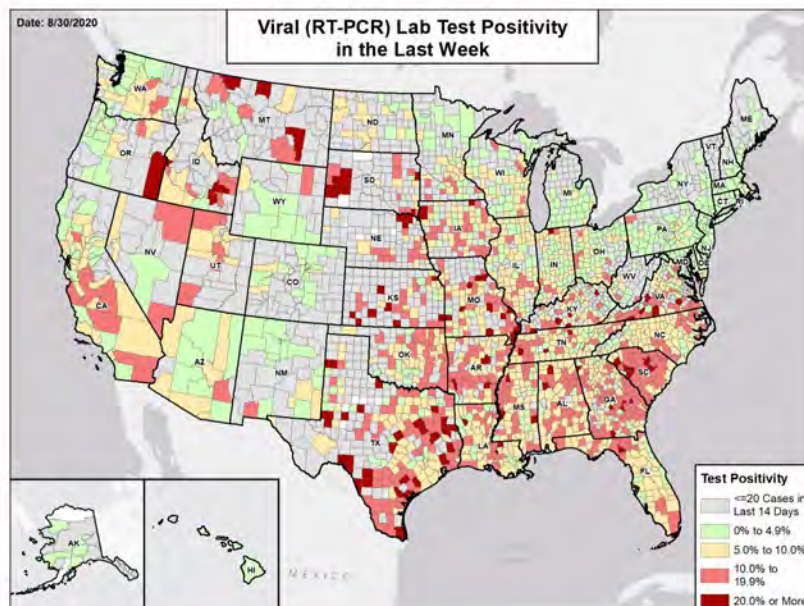 Date: 8/30/2020
Viral (RT-PCR) Lab Test Positivity
in the Last Week
WA
MT
ND
MN
ME
OR
ID
SD
WI
VT
NH
NY
MA
CT
RI
WY
MI
NE
IA
PA
NJ
NV
UT
CO
IL
IN
OH
MD
DE
WV
CA
KS
MO
KY
VA
AZ
NM
OK
AR
TN
NC
SC
MS
AL
GA
TX
LA
FL
AK
HI
MEXICO
Test Positivity
<=20 Cases in
Last 14 Days
0% to 4.9%
5.0% to 10.0%
10.0% to
19.9%
20.0% or More